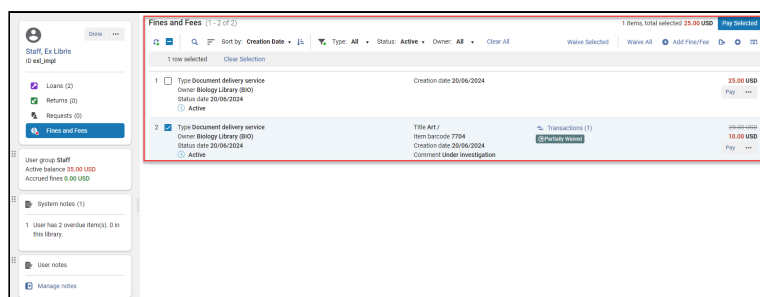 Done
Staff, Ex Libris
ID exl_impl
Loans (2)
Returns (0)
Requests (0)
Fines and Fees
User group Staff
Active balance 35.00 USD
Accrued fines 0.00 USD
System notes (1)
1 User has 2 overdue item(s). 0 in
this library.
User notes
Manage notes
Fines and Fees (1 - 2 of 2)
1 items, total selected 25.00 USD Pay Selected
Sort by: Creation Date Type: All Status: Active Owner: All Clear All Waive Selected Waive All Add Fine/Fee
1 row selected Clear Selection
1 Type Document delivery service Creation date 20/06/2024 25.00 USD
Owner Biology Library (BIO) Pay
Status date 20/06/2024
Active
2 Type Document delivery service Title Art / Transactions (1) 25.00 USD
Owner Biology Library (BIO) Item barcode 7704 Partially Waived 10.00 USD
Status date 20/06/2024 Creation date 20/06/2024 Pay
Active Comment Under investigation